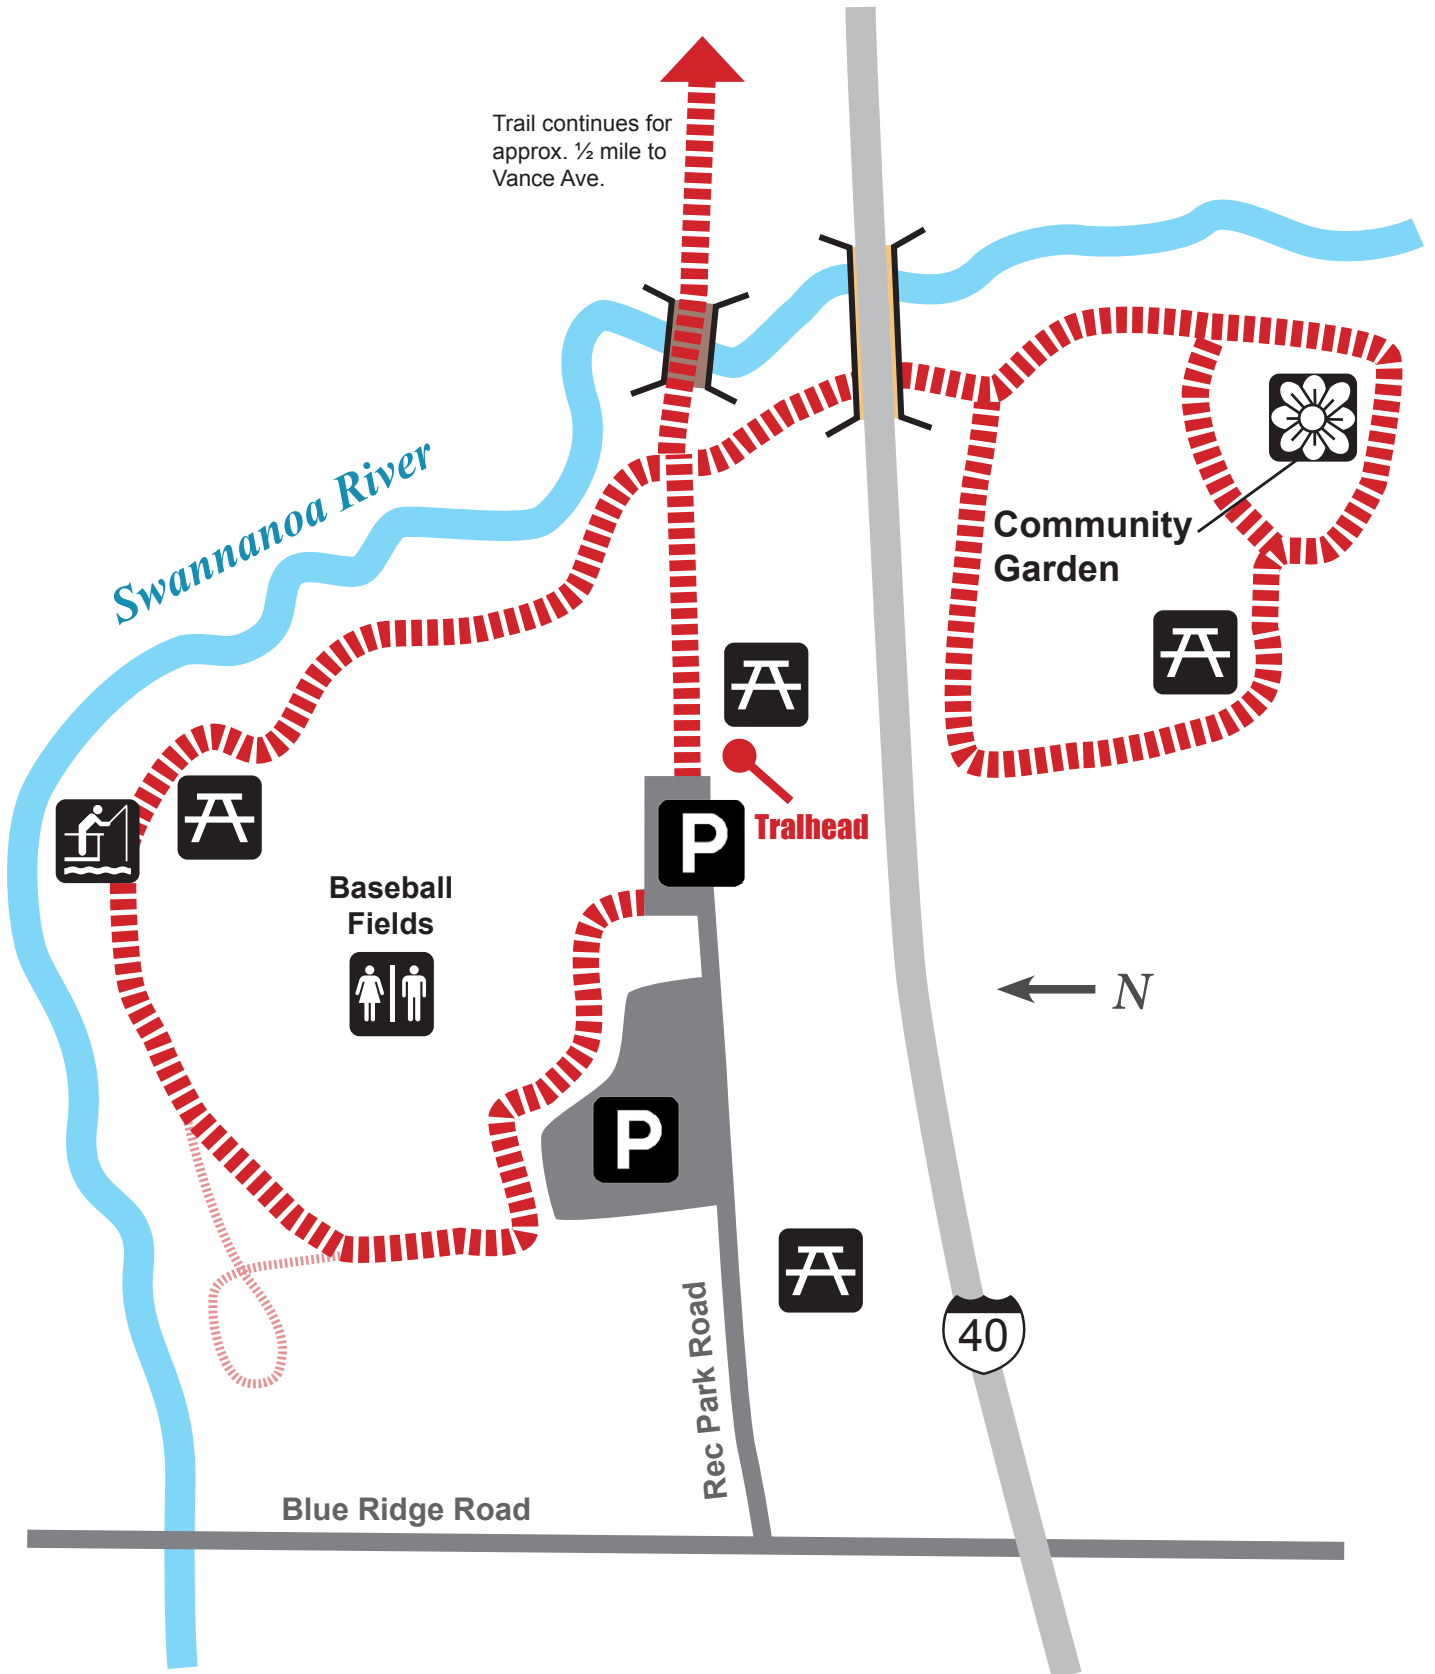 Trail continues for
approx. ½ mile to
Vance Ave.
Swannanoa River
Community
Garden
P
Tralhead
Baseball
Fields
N
P
Rec Park Road
40
Blue Ridge Road